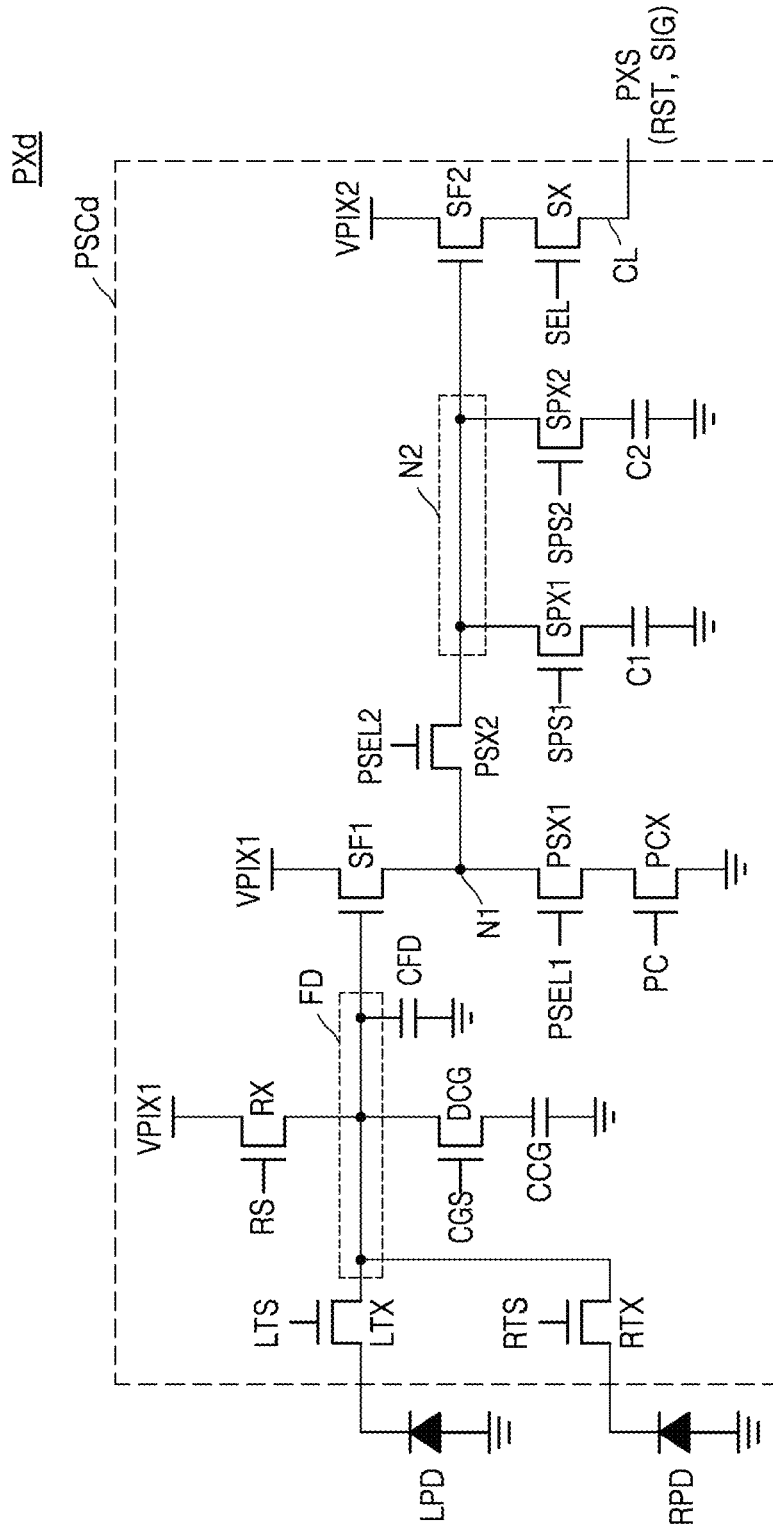 PXd
PSCd
VPIX1
VPIX1
VPIX2
RS
RX
FD
SF1
PSEL2
PSX2
N2
SF2
LTS
LTX
CFD
N1
CGS
DCG
CCG
PSEL1
PSX1
PC
PCX
SPS1
SPX1
C1
SPS2
SPX2
C2
SEL
SX
CL
PXS
(RST, SIG)
RTS
RTX
LPD
RPD